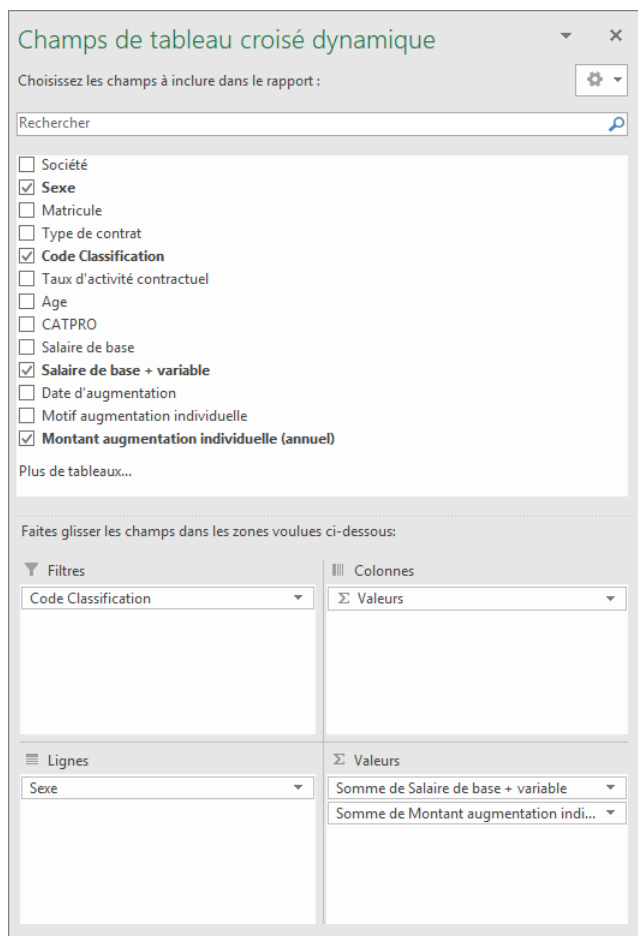 Champs de tableau croisé dynamique
Choisissez les champs à inclure dans le rapport :
Rechercher
Société
Sexe
Matricule
Type de contrat
Code Classification
Taux d'activité contractuel
Age
CATPRO
Salaire de base
Salaire de base + variable
Date d'augmentation
Motif augmentation individuelle
Montant augmentation individuelle (annuel)
Plus de tableaux...
Faites glisser les champs dans les zones voulues ci-dessous:
Filtres
Code Classification
Colonnes
Σ Valeurs
Lignes
Sexe
Σ Valeurs
Somme de Salaire de base + variable
Somme de Montant augmentation indi...